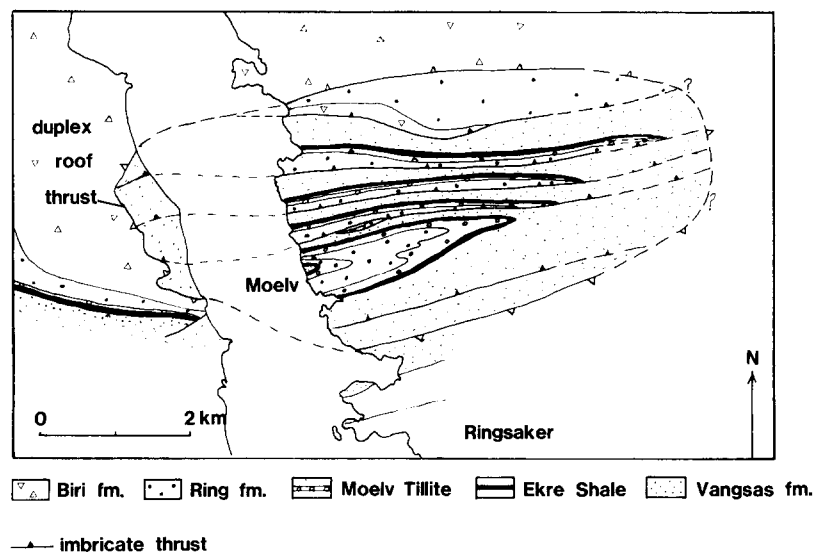 duplex
roof
thrust
?
?
Moelv
N
0 2 km
Ringsaker
Biri fm. Ring fm. Moelv Tillite Ekre Shale Vangsas fm.
imbricate thrust